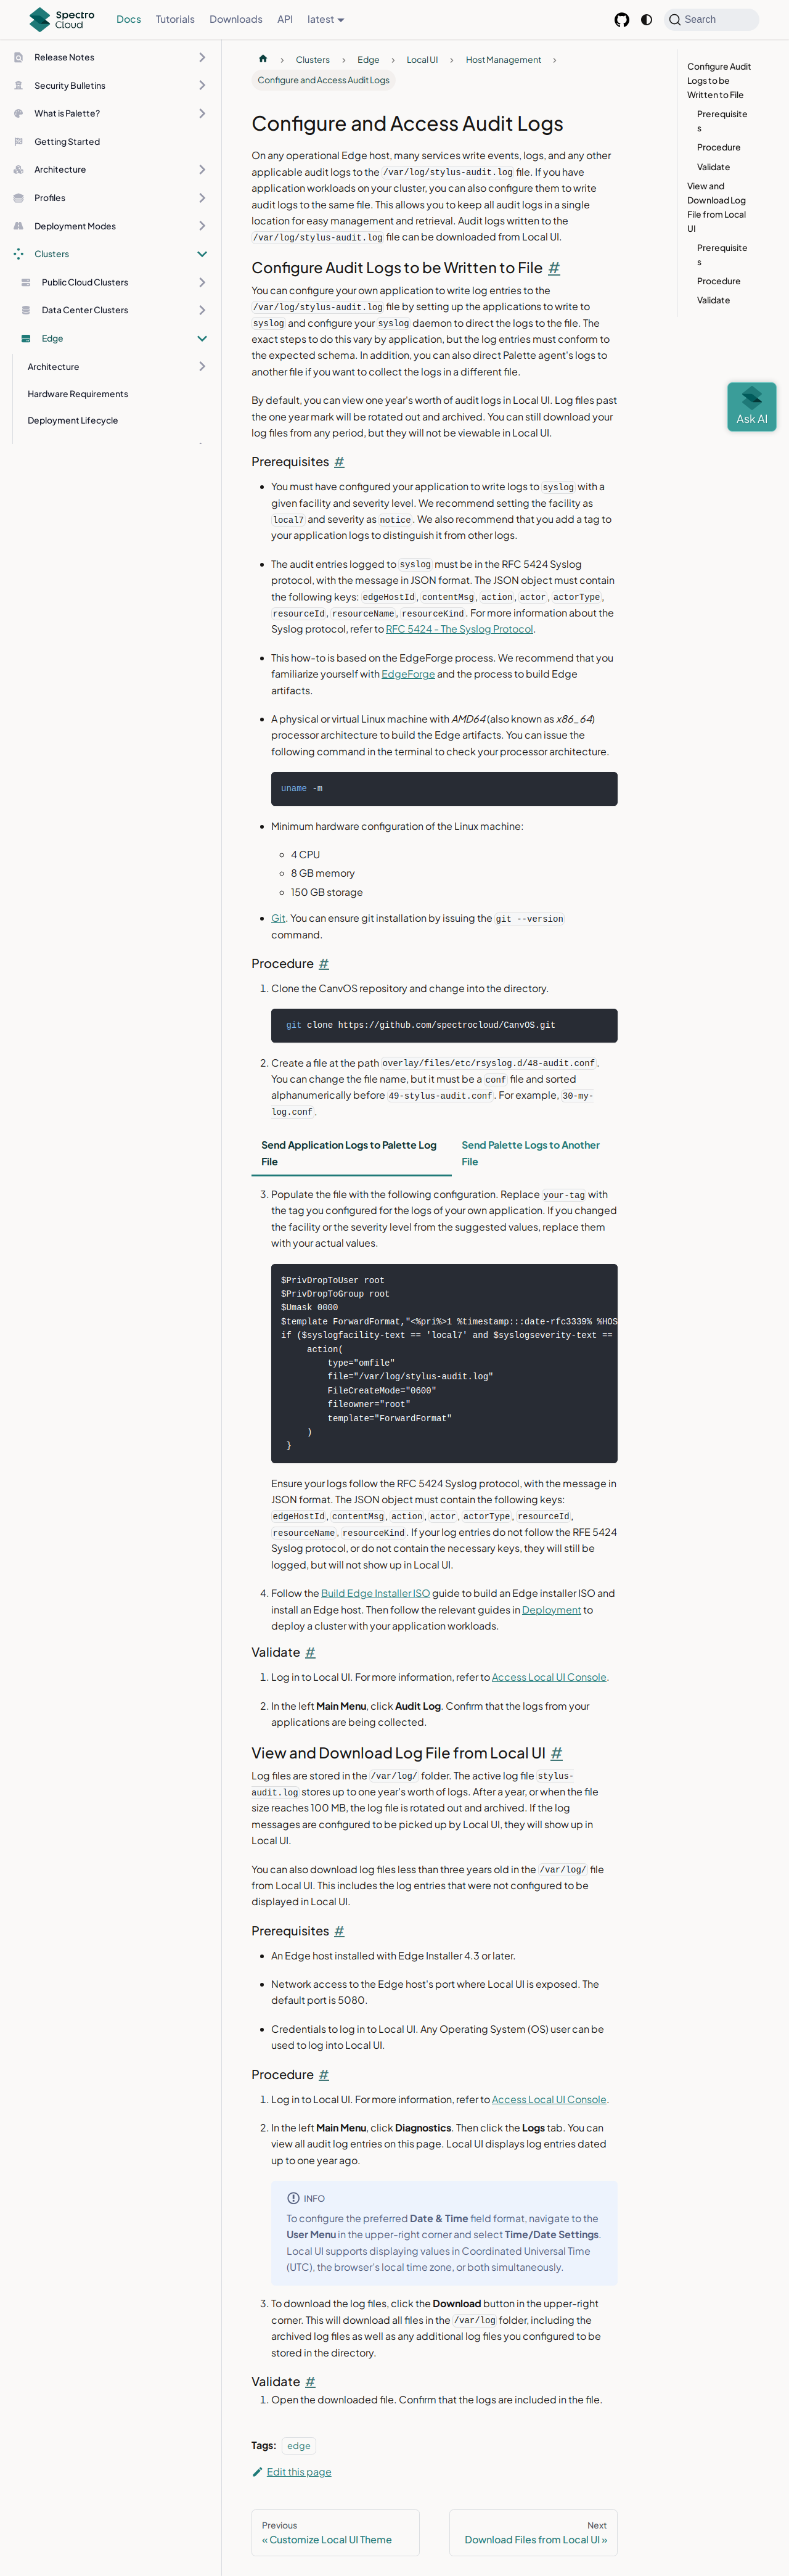 Spectro Cloud
Docs
Tutorials
Downloads
API
latest
Search
Release Notes
Security Bulletins
What is Palette?
Getting Started
Architecture
Profiles
Deployment Modes
Clusters
Public Cloud Clusters
Data Center Clusters
Edge
Architecture
Hardware Requirements
Deployment Lifecycle
Clusters
Edge
Local UI
Host Management
Configure and Access Audit Logs
Configure and Access Audit Logs
On any operational Edge host, many services write events, logs, and any other
applicable audit logs to the /var/log/stylus-audit.log file. If you have
application workloads on your cluster, you can also configure them to write
audit logs to the same file. This allows you to keep all audit logs in a single
location for easy management and retrieval. Audit logs written to the
/var/log/stylus-audit.log file can be downloaded from Local UI.
Configure Audit Logs to be Written to File #
You can configure your own application to write log entries to the
/var/log/stylus-audit.log file by setting up the applications to write to
syslog and configure your syslog daemon to direct the logs to the file. The
exact steps to do this vary by application, but the log entries must conform to
the expected schema. In addition, you can also direct Palette agent's logs to
another file if you want to collect the logs in a different file.
By default, you can view one year's worth of audit logs in Local UI. Log files past
the one year mark will be rotated out and archived. You can still download your
log files from any period, but they will not be viewable in Local UI.
Prerequisites #
You must have configured your application to write logs to syslog with a
given facility and severity level. We recommend setting the facility as
local7 and severity as notice. We also recommend that you add a tag to
your application logs to distinguish it from other logs.
The audit entries logged to syslog must be in the RFC 5424 Syslog
protocol, with the message in JSON format. The JSON object must contain
the following keys: edgeHostId, contentMsg, action, actor, actorType,
resourceId, resourceName, resourceKind. For more information about the
Syslog protocol, refer to RFC 5424 - The Syslog Protocol.
This how-to is based on the EdgeForge process. We recommend that you
familiarize yourself with EdgeForge and the process to build Edge
artifacts.
A physical or virtual Linux machine with AMD64 (also known as x86_64)
processor architecture to build the Edge artifacts. You can issue the
following command in the terminal to check your processor architecture.
uname -m
Minimum hardware configuration of the Linux machine:
4 CPU
8 GB memory
150 GB storage
Git. You can ensure git installation by issuing the git --version
command.
Procedure #
1. Clone the CanvOS repository and change into the directory.
git clone https://github.com/spectrocloud/CanvOS.git
2. Create a file at the path overlay/files/etc/rsyslog.d/48-audit.conf.
You can change the file name, but it must be a conf file and sorted
alphanumerically before 49-stylus-audit.conf. For example, 30-my-
log.conf.
Send Application Logs to Palette Log
File
Send Palette Logs to Another
File
3. Populate the file with the following configuration. Replace your-tag with
the tag you configured for the logs of your own application. If you changed
the facility or the severity level from the suggested values, replace them
with your actual values.
$PrivDropToUser root
$PrivDropToGroup root
$Umask 0000
$template ForwardFormat,"<%pri%>1 %timestamp:::date-rfc3339% %HOS
if ($syslogfacility-text == 'local7' and $syslogseverity-text ==
action(
type="omfile"
file="/var/log/stylus-audit.log"
FileCreateMode="0600"
fileowner="root"
template="ForwardFormat"
)
}
Ensure your logs follow the RFC 5424 Syslog protocol, with the message in
JSON format. The JSON object must contain the following keys:
edgeHostId, contentMsg, action, actor, actorType, resourceId,
resourceName, resourceKind. If your log entries do not follow the RFE 5424
Syslog protocol, or do not contain the necessary keys, they will still be
logged, but will not show up in Local UI.
4. Follow the Build Edge Installer ISO guide to build an Edge installer ISO and
install an Edge host. Then follow the relevant guides in Deployment to
deploy a cluster with your application workloads.
Validate #
1. Log in to Local UI. For more information, refer to Access Local UI Console.
2. In the left Main Menu, click Audit Log. Confirm that the logs from your
applications are being collected.
View and Download Log File from Local UI #
Log files are stored in the /var/log/ folder. The active log file stylus-
audit.log stores up to one year's worth of logs. After a year, or when the file
size reaches 100 MB, the log file is rotated out and archived. If the log
messages are configured to be picked up by Local UI, they will show up in
Local UI.
You can also download log files less than three years old in the /var/log/ file
from Local UI. This includes the log entries that were not configured to be
displayed in Local UI.
Prerequisites #
An Edge host installed with Edge Installer 4.3 or later.
Network access to the Edge host's port where Local UI is exposed. The
default port is 5080.
Credentials to log in to Local UI. Any Operating System (OS) user can be
used to log into Local UI.
Procedure #
1. Log in to Local UI. For more information, refer to Access Local UI Console.
2. In the left Main Menu, click Diagnostics. Then click the Logs tab. You can
view all audit log entries on this page. Local UI displays log entries dated
up to one year ago.
INFO
To configure the preferred Date & Time field format, navigate to the
User Menu in the upper-right corner and select Time/Date Settings.
Local UI supports displaying values in Coordinated Universal Time
(UTC), the browser's local time zone, or both simultaneously.
3. To download the log files, click the Download button in the upper-right
corner. This will download all files in the /var/log folder, including the
archived log files as well as any additional log files you configured to be
stored in the directory.
Validate #
1. Open the downloaded file. Confirm that the logs are included in the file.
Tags: edge
Edit this page
Previous
« Customize Local UI Theme
Next
Download Files from Local UI »
Configure Audit
Logs to be
Written to File
Prerequisite
s
Procedure
Validate
View and
Download Log
File from Local
UI
Prerequisite
s
Procedure
Validate
Ask AI